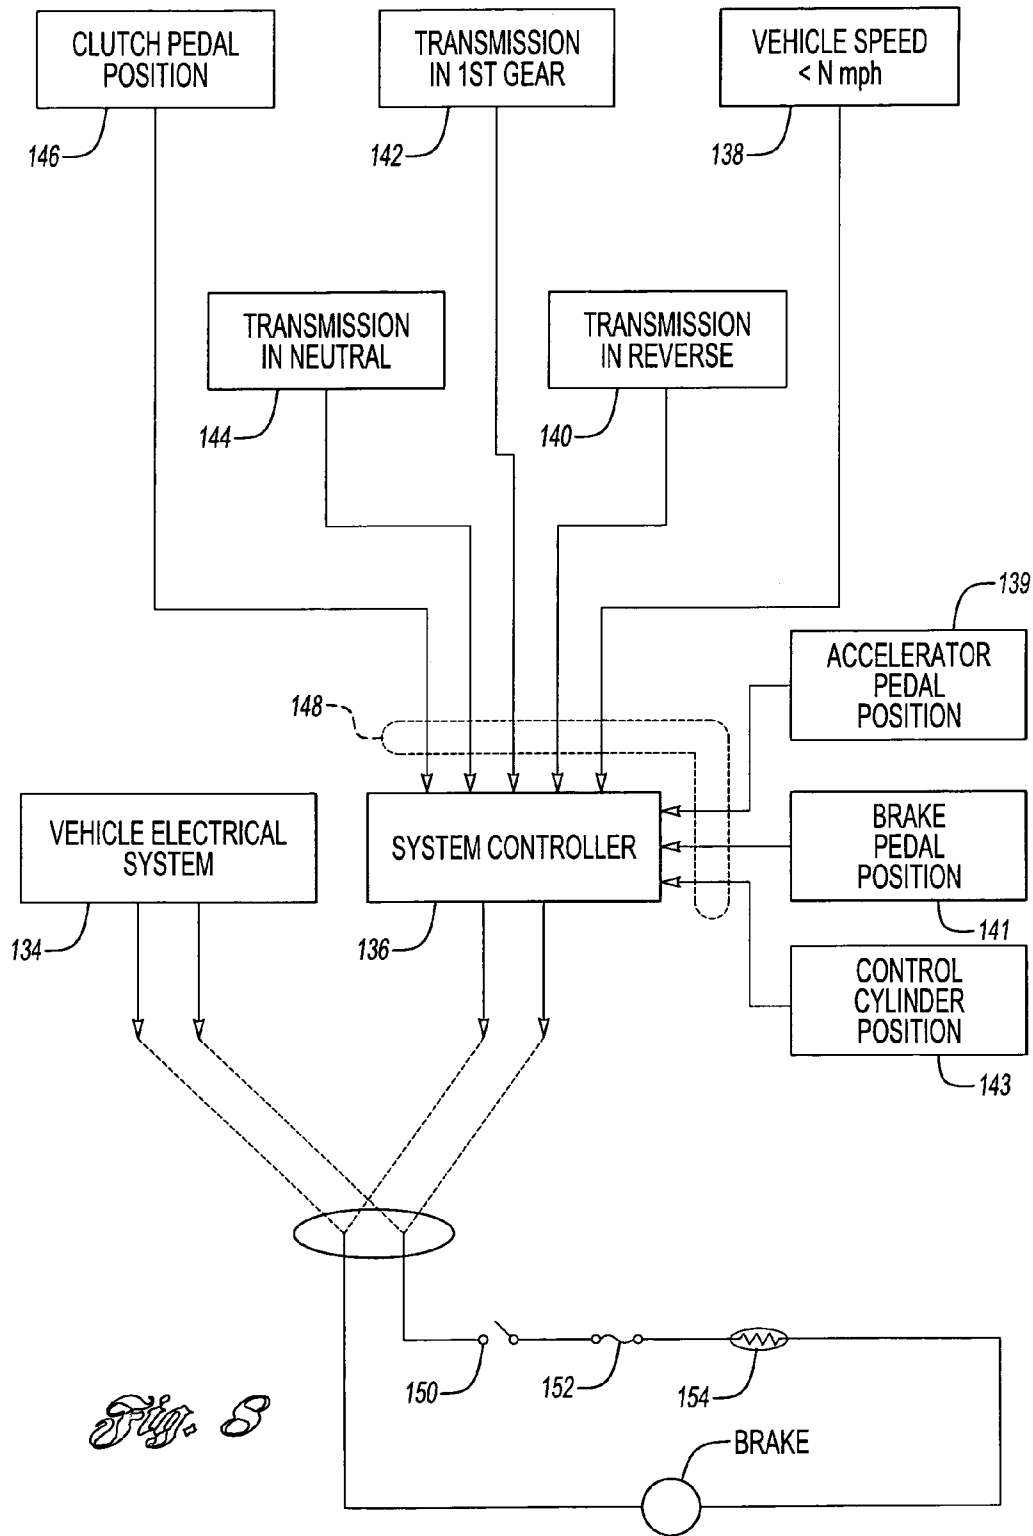 CLUTCH PEDAL
POSITION
146
TRANSMISSION
IN 1ST GEAR
142
VEHICLE SPEED
< N mph
138
TRANSMISSION
IN NEUTRAL
144
TRANSMISSION
IN REVERSE
140
139
ACCELERATOR
PEDAL
POSITION
148
VEHICLE ELECTRICAL
SYSTEM
134
SYSTEM CONTROLLER
136
BRAKE
PEDAL
POSITION
141
CONTROL
CYLINDER
POSITION
143
150
152
154
BRAKE